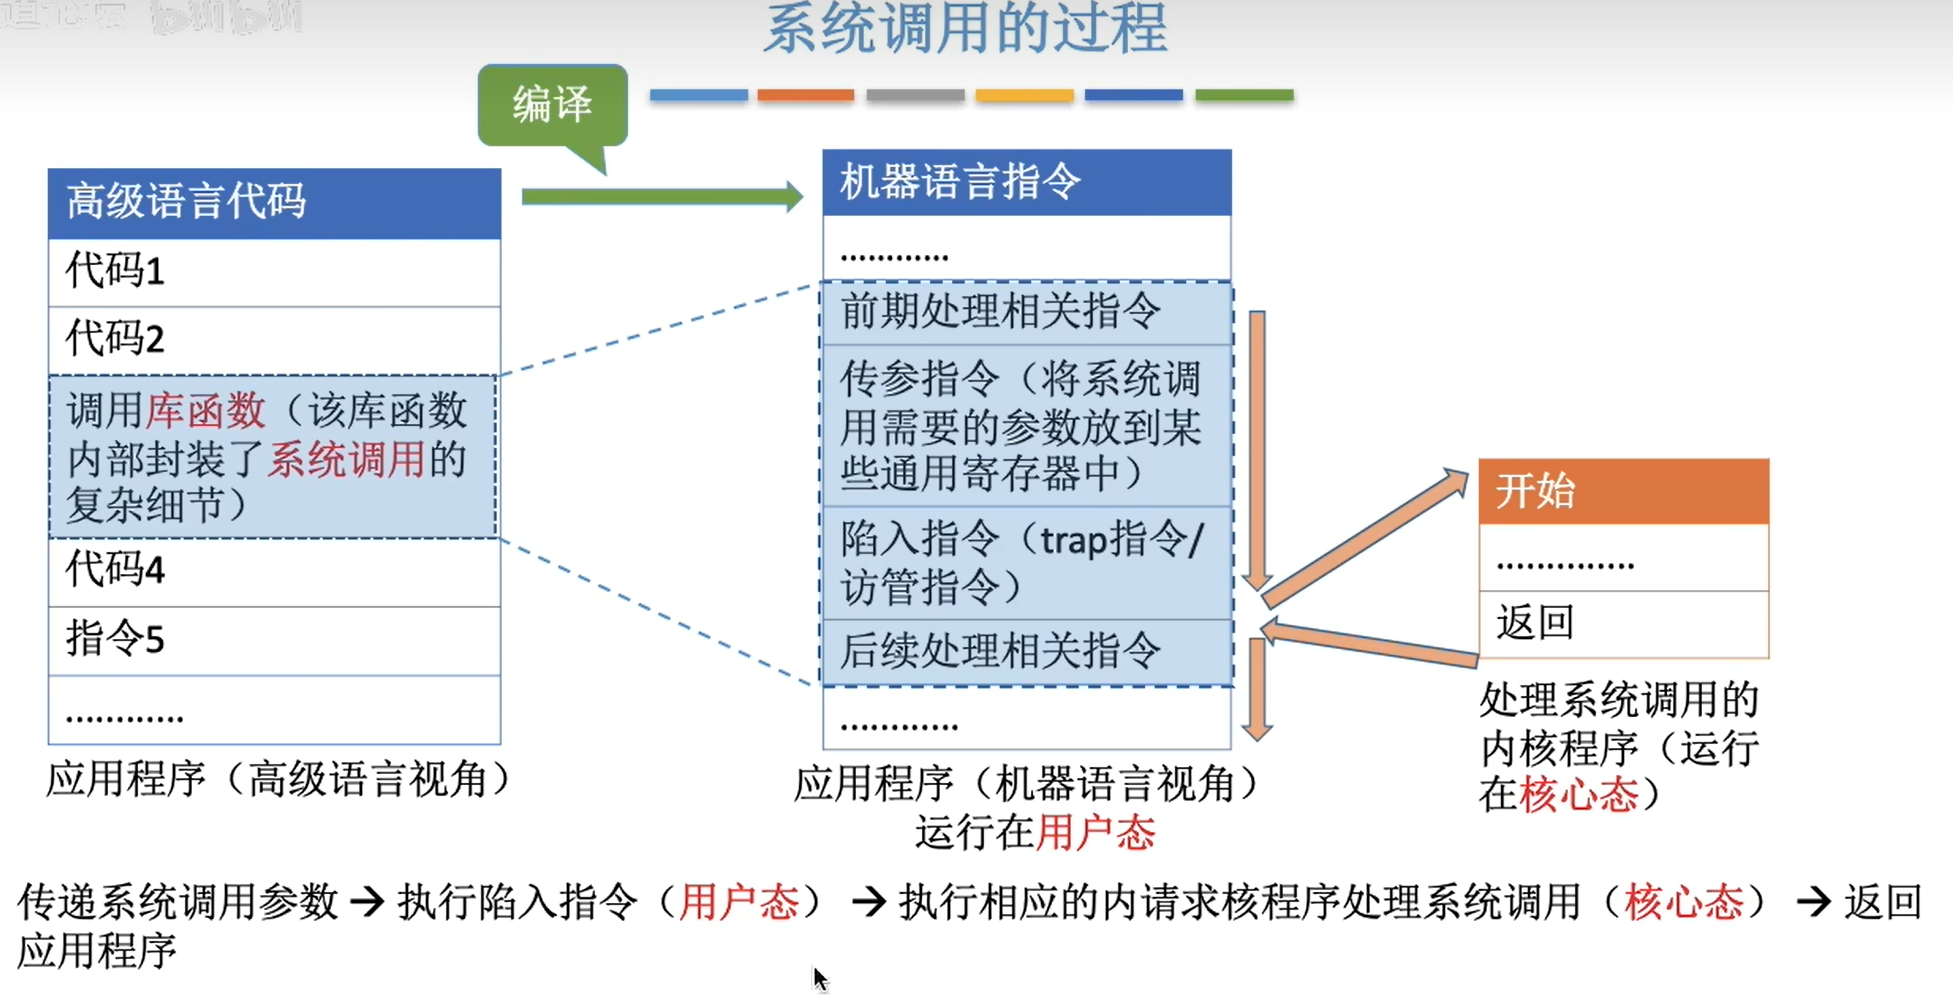 系统调用的过程
编译
高级语言代码
代码1
代码2
调用库函数（该库函数
内部封装了系统调用的
复杂细节）
代码4
指令5
............
应用程序（高级语言视角）
机器语言指令
............
前期处理相关指令
传参指令（将系统调
用需要的参数放到某
些通用寄存器中）
陷入指令（trap指令/
访管指令）
后续处理相关指令
............
应用程序（机器语言视角）
运行在用户态
开始
..............
返回
处理系统调用的
内核程序（运行
在核心态）
传递系统调用参数→执行陷入指令（用户态）→执行相应的内请求核程序处理系统调用（核心态）→返回
应用程序